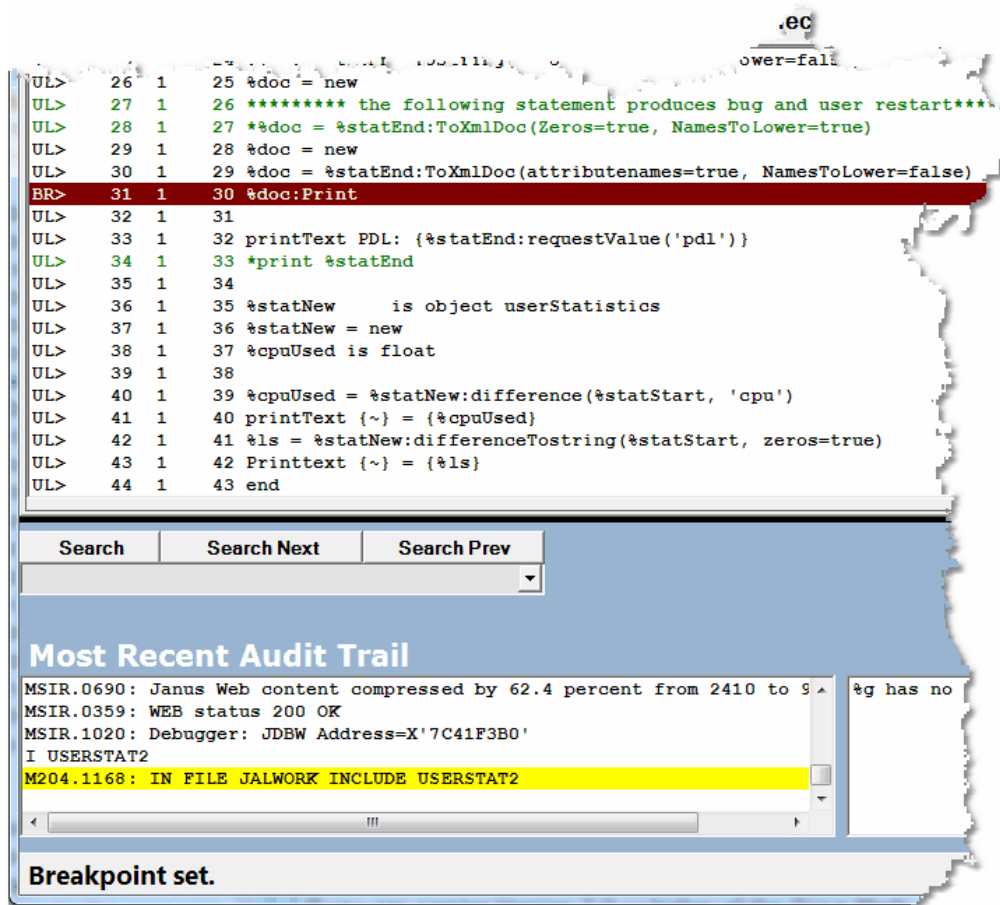 .ec
ower=fals
UL> 26 1 25 %doc = new
UL> 27 1 26 ********* the following statement produces bug and user restart****
UL> 28 1 27 *%doc = %statEnd:ToXmlDoc(Zeros=true, NamesToLower=true)
UL> 29 1 28 %doc = new
UL> 30 1 29 %doc = %statEnd:ToXmlDoc(attributenames=true, NamesToLower=false)
BR> 31 1 30 %doc:Print
UL> 32 1 31
UL> 33 1 32 printText PDL: {%statEnd:requestValue('pdl')}
UL> 34 1 33 *print %statEnd
UL> 35 1 34
UL> 36 1 35 %statNew is object userStatistics
UL> 37 1 36 %statNew = new
UL> 38 1 37 %cpuUsed is float
UL> 39 1 38
UL> 40 1 39 %cpuUsed = %statNew:difference(%statStart, 'cpu')
UL> 41 1 40 printText {~} = {%cpuUsed}
UL> 42 1 41 %ls = %statNew:differenceTostring(%statStart, zeros=true)
UL> 43 1 42 Printtext {~} = {%ls}
UL> 44 1 43 end
Search Search Next Search Prev
Most Recent Audit Trail
MSIR.0690: Janus Web content compressed by 62.4 percent from 2410 to 9
MSIR.0359: WEB status 200 OK
MSIR.1020: Debugger: JDBW Address=X'7C41F3B0'
I USERSTAT2
M204.1168: IN FILE JALWORK INCLUDE USERSTAT2
%g has no
Breakpoint set.